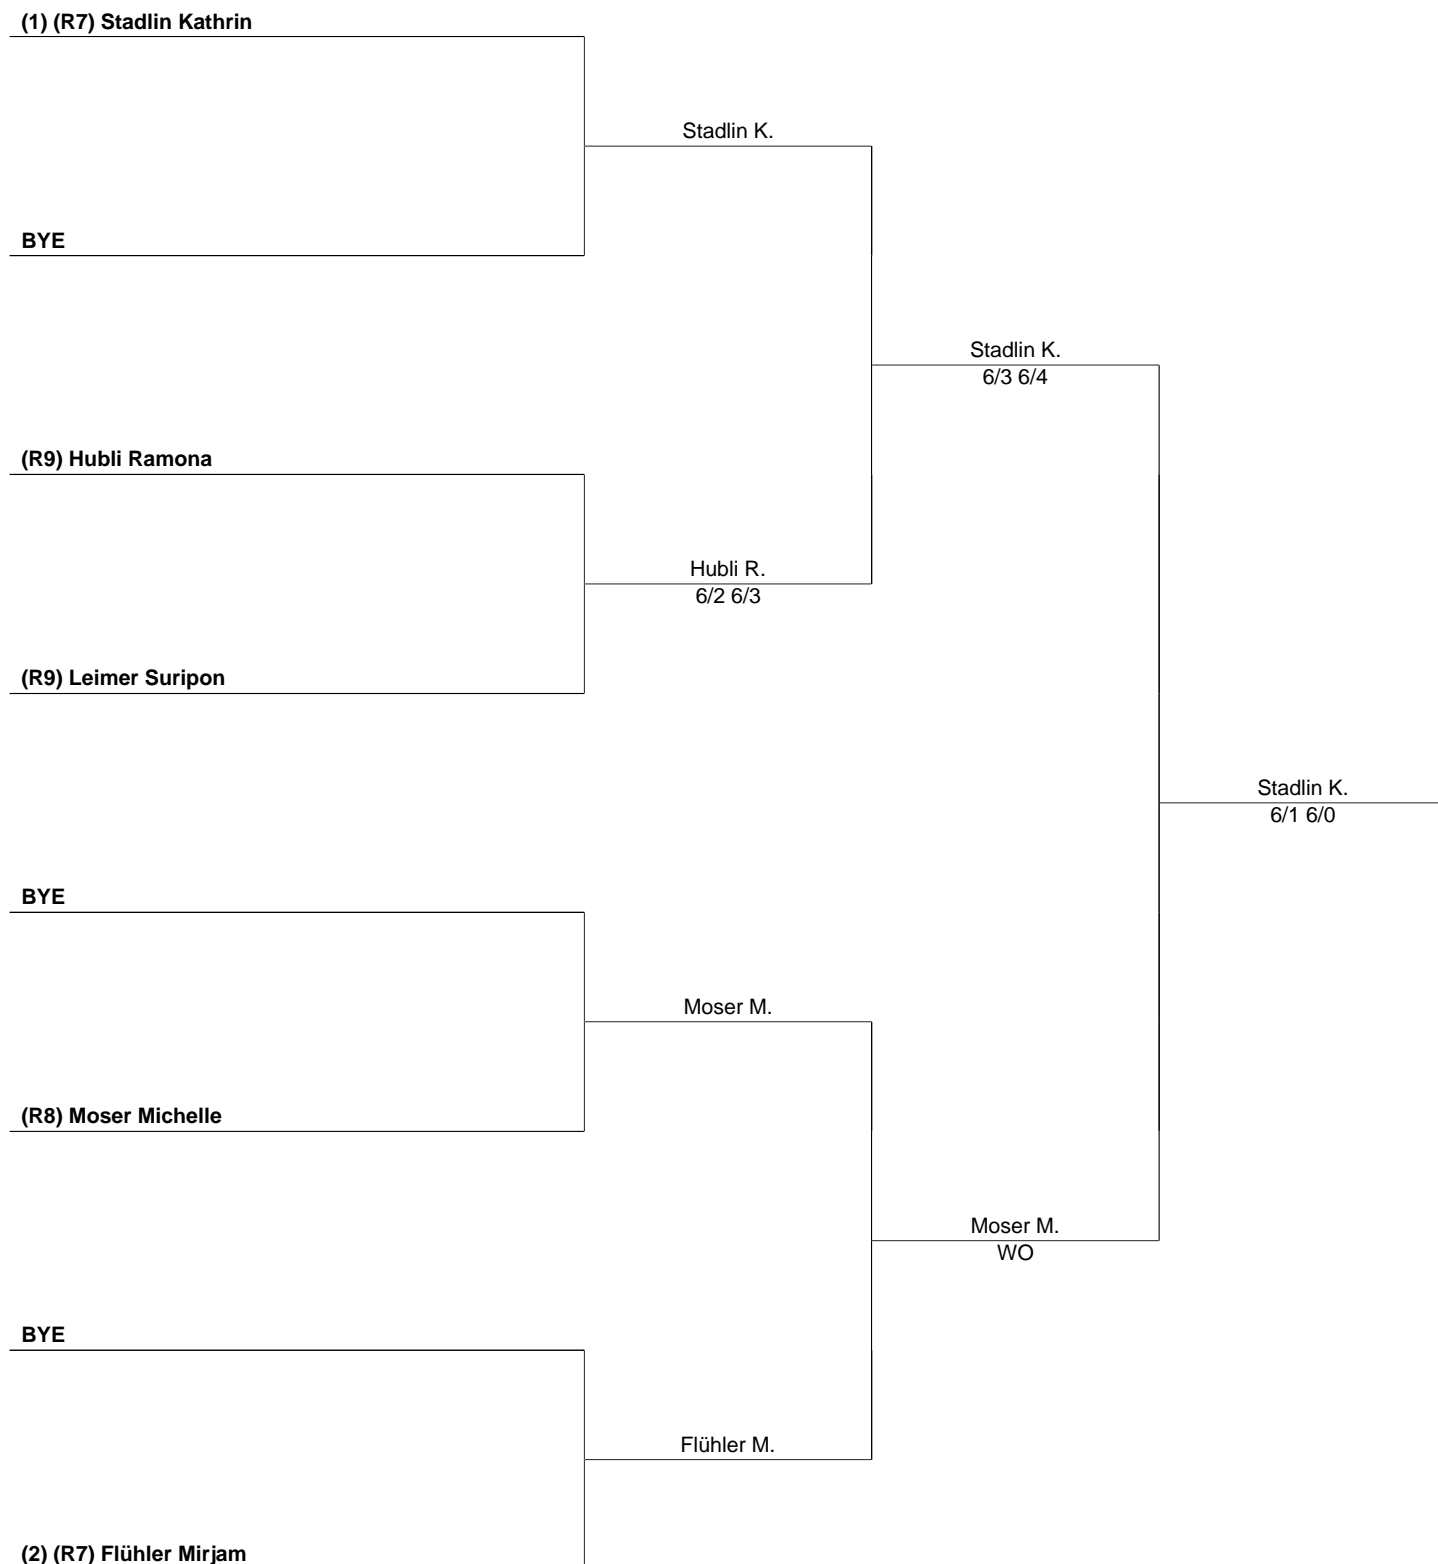 (1) (R7) Stadlin Kathrin
Stadlin K.
BYE
Stadlin K.
6/3 6/4
(R9) Hubli Ramona
Hubli R.
6/2 6/3
(R9) Leimer Suripon
Stadlin K.
6/1 6/0
BYE
Moser M.
(R8) Moser Michelle
Moser M.
WO
BYE
Flühler M.
(2) (R7) Flühler Mirjam